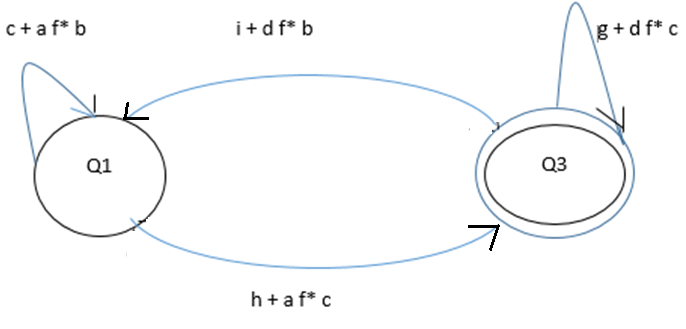 c + a f* b
i + d f* b
g + d f* c
Q1
Q3
h + a f* c